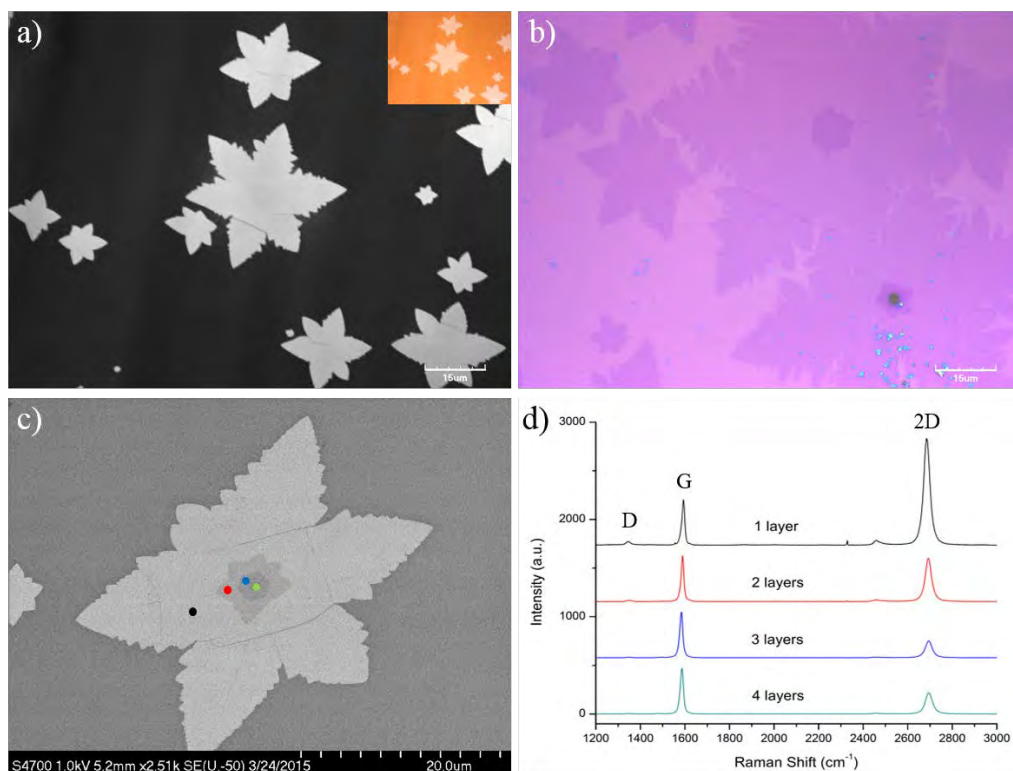 a)
15um
b)
15um
c)
S4700 1.0kV 5.2mm x2.51k SE(U,-50) 3/24/2015
20.0um
d)
3000
2000
1000
0
Intensity (a.u.)
D
G
2D
1 layer
2 layers
3 layers
4 layers
1200 1400 1600 1800 2000 2200 2400 2600 2800 3000
Raman Shift (cm⁻¹)